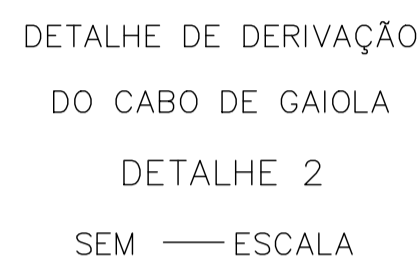 DETALHE DE DERIVAÇÃO
DO CABO DE GAIOLA
DETALHE 2
SEM —— ESCALA